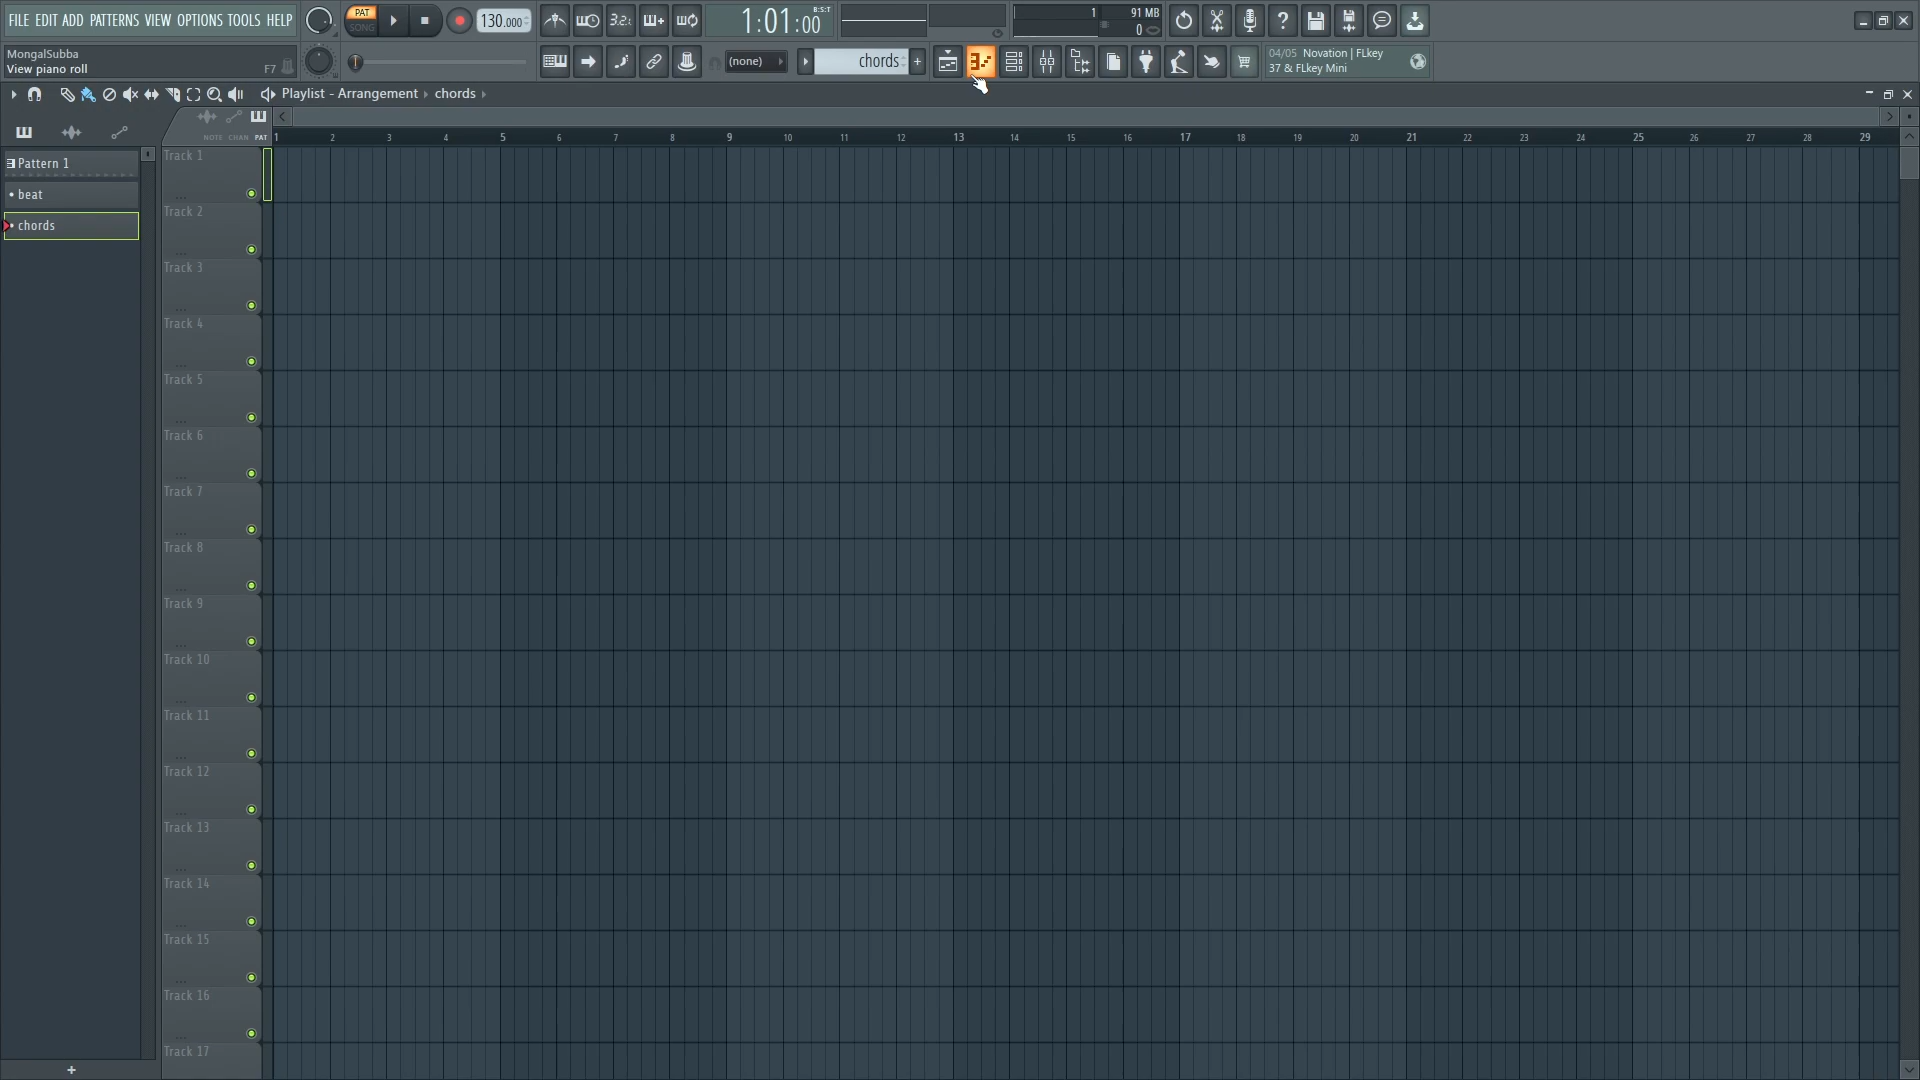 FILE EDIT ADD PATTERNS VIEW OPTIONS TOOLS HELP
PAT
SONG
130.000
3.2.
1:01:00
B:S:T
1
91 MB
0
MongalSubba
View piano roll
F7
(none)
chords
+
04/05 Novation | FLkey
37 & FLkey Mini
Playlist - Arrangement ▸ chords ▸
NOTE CHAN PAT
1 2 3 4 5 6 7 8 9 10 11 12 13 14 15 16 17 18 19 20 21 22 23 24 25 26 27 28 29
Pattern 1
beat
chords
+
Track 1
Track 2
Track 3
Track 4
Track 5
Track 6
Track 7
Track 8
Track 9
Track 10
Track 11
Track 12
Track 13
Track 14
Track 15
Track 16
Track 17